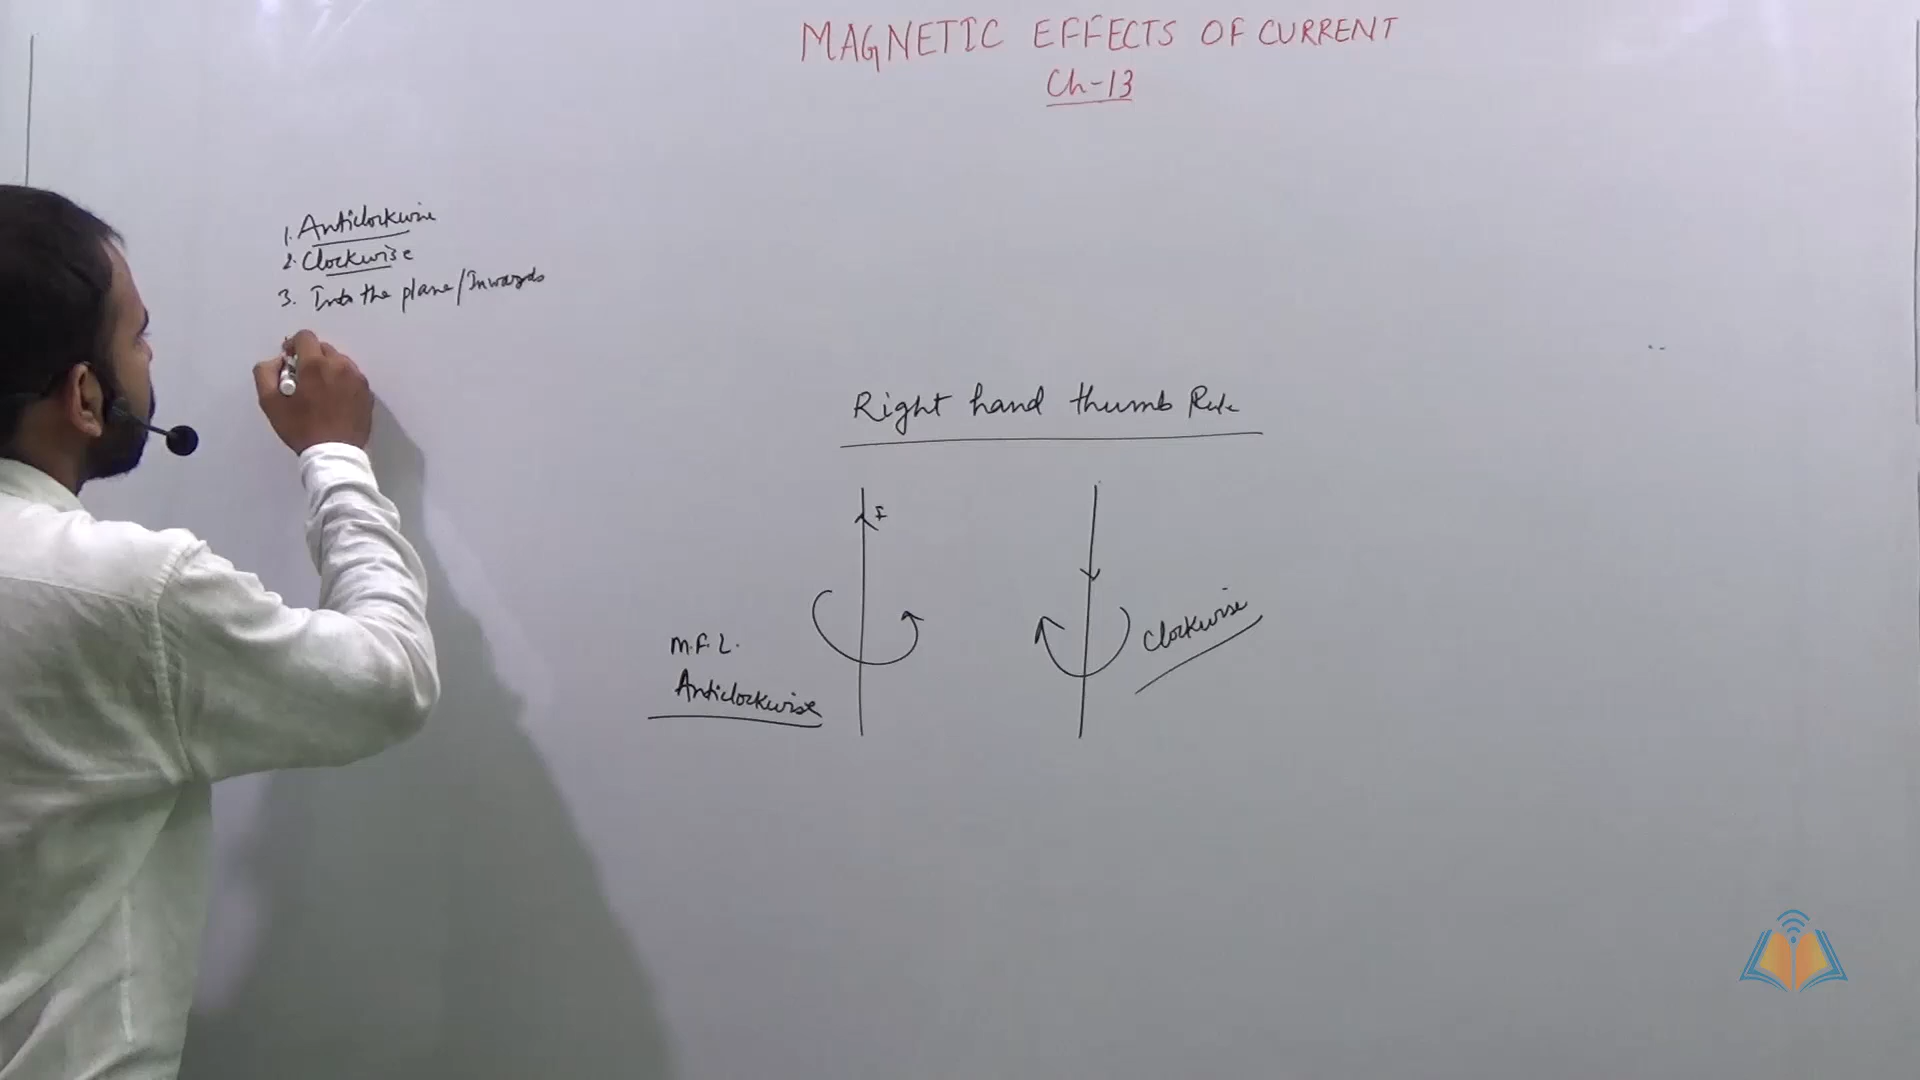 MAGNETIC EFFECTS OF CURRENT
Ch-13
1. Anticlockwise
2. Clockwise
3. Into the plane/Inwards
Right hand thumb Rule
I
M.F.L.
Anticlockwise
Clockwise